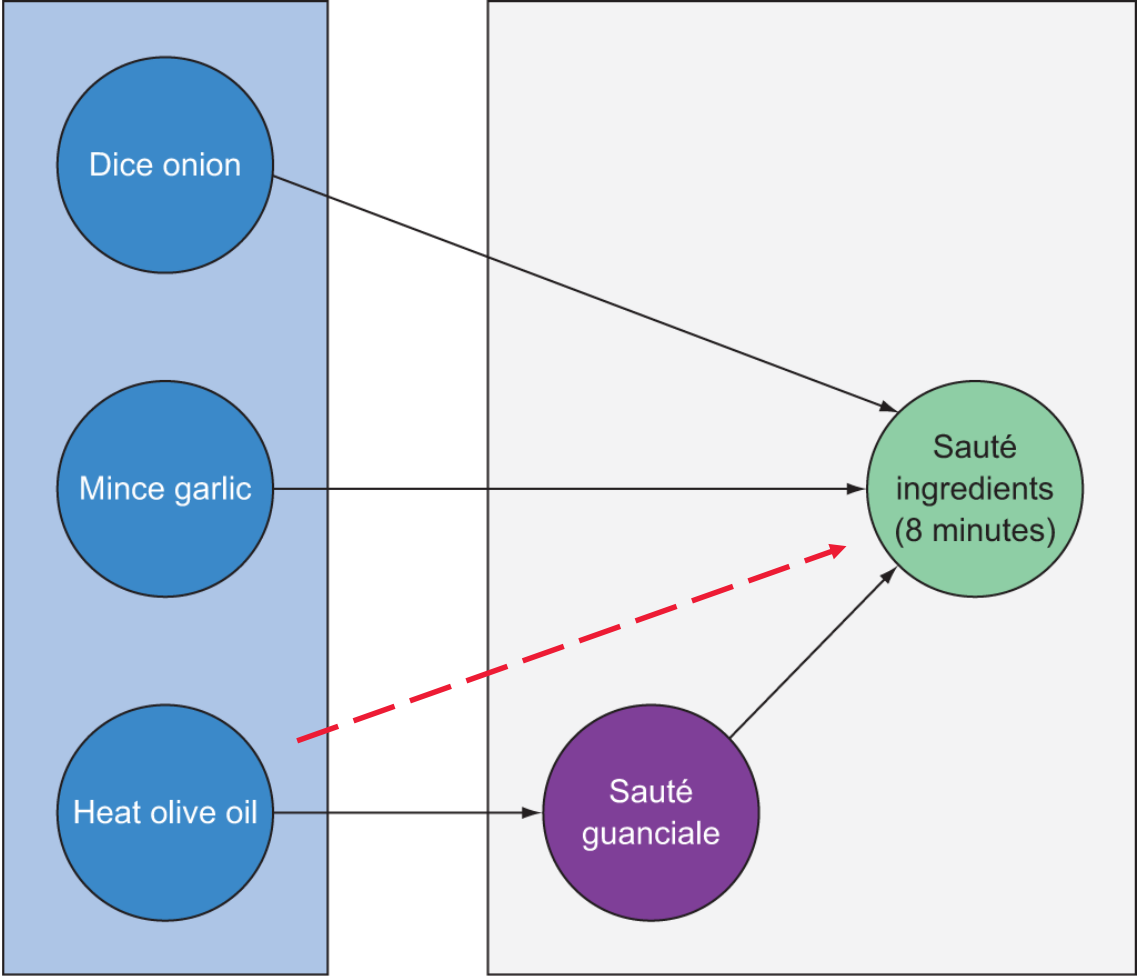 Dice onion
Mince garlic
Sauté
ingredients
(8 minutes)
Heat olive oil
Sauté
guanciale